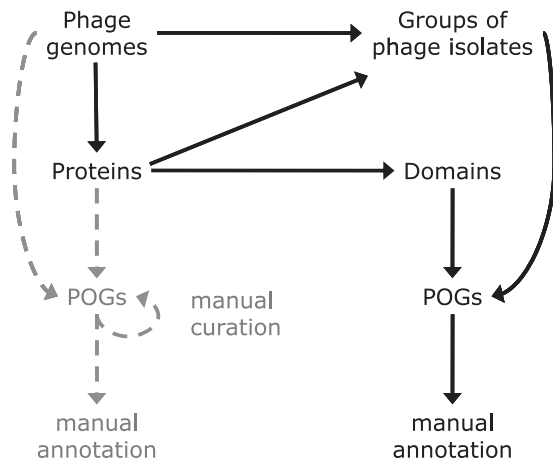 Phage
genomes
Groups of
phage isolates
Proteins
Domains
POGs
manual
curation
POGs
manual
annotation
manual
annotation